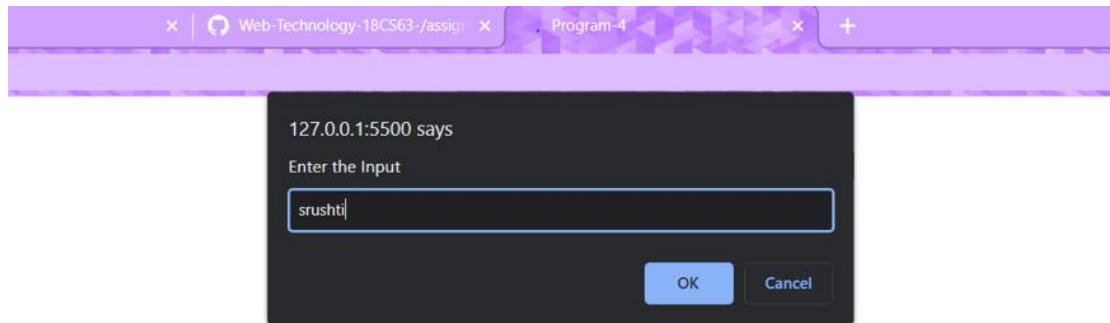 Web-Technology-18CS63-/assig
Program-4
127.0.0.1:5500 says
Enter the Input
srushti
OK Cancel